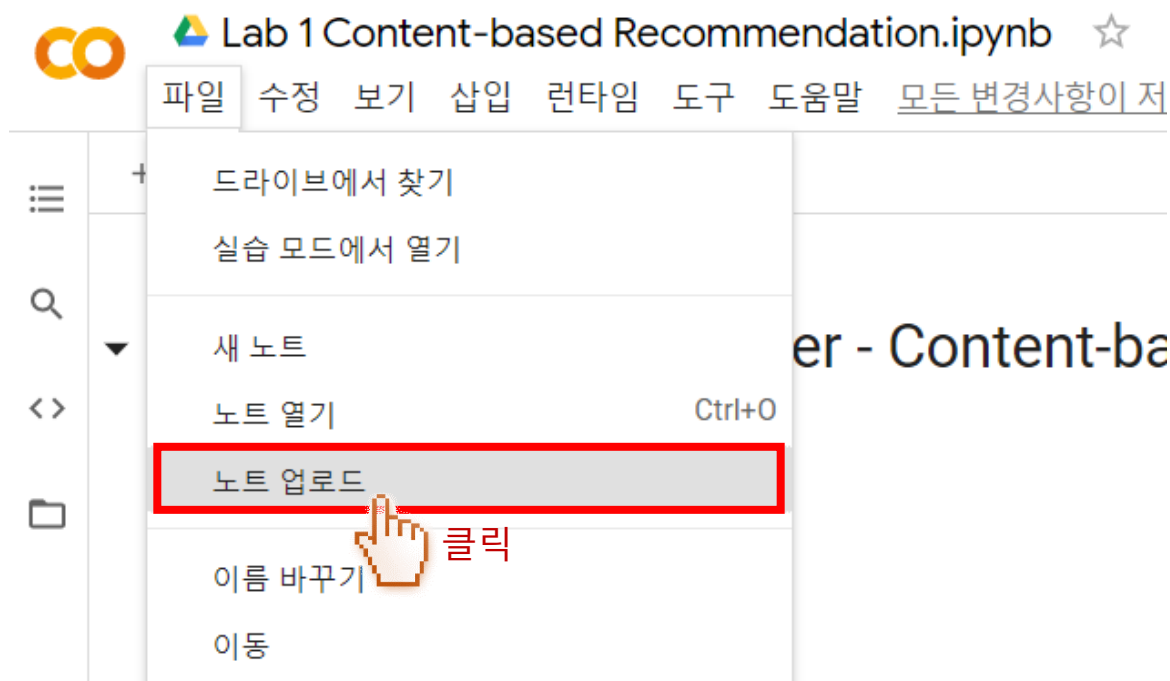 Lab 1 Content-based Recommendation.ipynb
파일 수정 보기 삽입 런타임 도구 도움말 모든 변경사항이 저
+
드라이브에서 찾기
실습 모드에서 열기
새 노트
er - Content-ba
노트 열기 Ctrl+O
노트 업로드
클릭
이름 바꾸기
이동